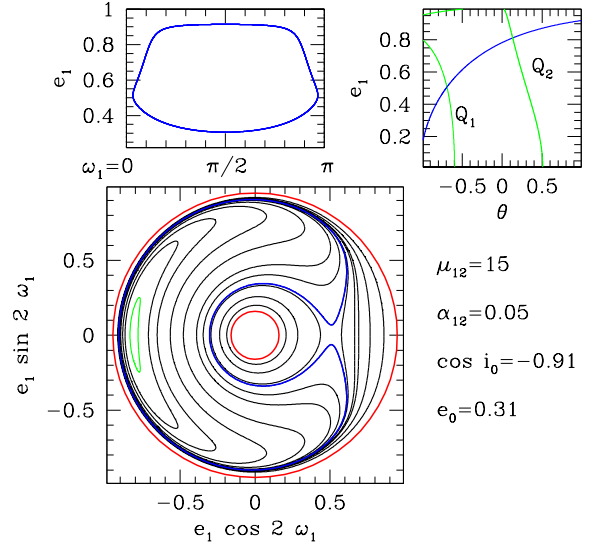 1
0.8
0.6
0.4
e₁
ω₁=0
π/2
π
0.8
0.6
0.4
0.2
e₁
Q₁
Q₂
−0.5
0
0.5
θ
0.5
0
−0.5
e₁ sin 2 ω₁
−0.5
0
0.5
e₁ cos 2 ω₁
μ₁₂=15
α₁₂=0.05
cos i₀=−0.91
e₀=0.31